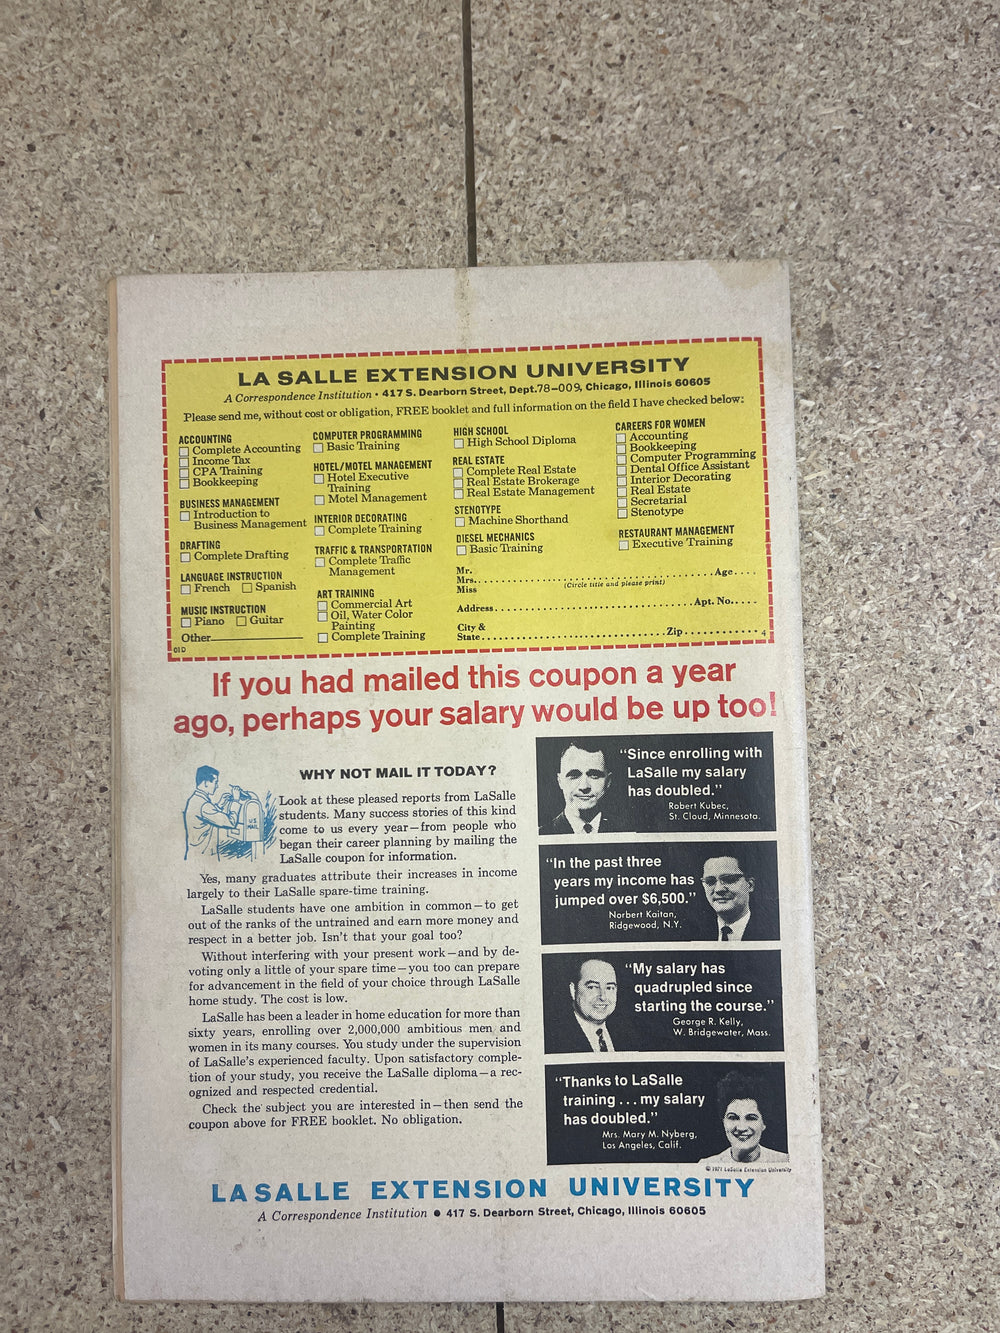 LA SALLE EXTENSION UNIVERSITY
A Correspondence Institution • 417 S. Dearborn Street, Dept.78-009, Chicago, Illinois 60605
Please send me, without cost or obligation, FREE booklet and full information on the field I have checked below:
ACCOUNTING
Complete Accounting
Income Tax
CPA Training
Bookkeeping
BUSINESS MANAGEMENT
Introduction to
Business Management
DRAFTING
Complete Drafting
LANGUAGE INSTRUCTION
French Spanish
MUSIC INSTRUCTION
Piano Guitar
Other
01D
COMPUTER PROGRAMMING
Basic Training
HOTEL/MOTEL MANAGEMENT
Hotel Executive
Training
Motel Management
INTERIOR DECORATING
Complete Training
TRAFFIC & TRANSPORTATION
Complete Traffic
Management
ART TRAINING
Commercial Art
Oil, Water Color
Painting
Complete Training
HIGH SCHOOL
High School Diploma
REAL ESTATE
Complete Real Estate
Real Estate Brokerage
Real Estate Management
STENOTYPE
Machine Shorthand
DIESEL MECHANICS
Basic Training
CAREERS FOR WOMEN
Accounting
Bookkeeping
Computer Programming
Dental Office Assistant
Interior Decorating
Real Estate
Secretarial
Stenotype
RESTAURANT MANAGEMENT
Executive Training
Mr.
Mrs. Age
Miss (Circle title and please print)
Address Apt. No.
City &
State Zip 4
If you had mailed this coupon a year
ago, perhaps your salary would be up too!
WHY NOT MAIL IT TODAY?
U.S. MAIL
Look at these pleased reports from LaSalle
students. Many success stories of this kind
come to us every year—from people who
began their career planning by mailing the
LaSalle coupon for information.
Yes, many graduates attribute their increases in income
largely to their LaSalle spare-time training.
LaSalle students have one ambition in common—to get
out of the ranks of the untrained and earn more money and
respect in a better job. Isn't that your goal too?
Without interfering with your present work—and by de-
voting only a little of your spare time—you too can prepare
for advancement in the field of your choice through LaSalle
home study. The cost is low.
LaSalle has been a leader in home education for more than
sixty years, enrolling over 2,000,000 ambitious men and
women in its many courses. You study under the supervision
of LaSalle's experienced faculty. Upon satisfactory comple-
tion of your study, you receive the LaSalle diploma—a rec-
ognized and respected credential.
Check the subject you are interested in—then send the
coupon above for FREE booklet. No obligation.
"Since enrolling with
LaSalle my salary
has doubled."
Robert Kubec,
St. Cloud, Minnesota.
"In the past three
years my income has
jumped over $6,500."
Norbert Kaitan,
Ridgewood, N.Y.
"My salary has
quadrupled since
starting the course."
George R. Kelly,
W. Bridgewater, Mass.
"Thanks to LaSalle
training . . . my salary
has doubled."
Mrs. Mary M. Nyberg,
Los Angeles, Calif.
© 1971 LaSalle Extension University
LA SALLE EXTENSION UNIVERSITY
A Correspondence Institution ● 417 S. Dearborn Street, Chicago, Illinois 60605